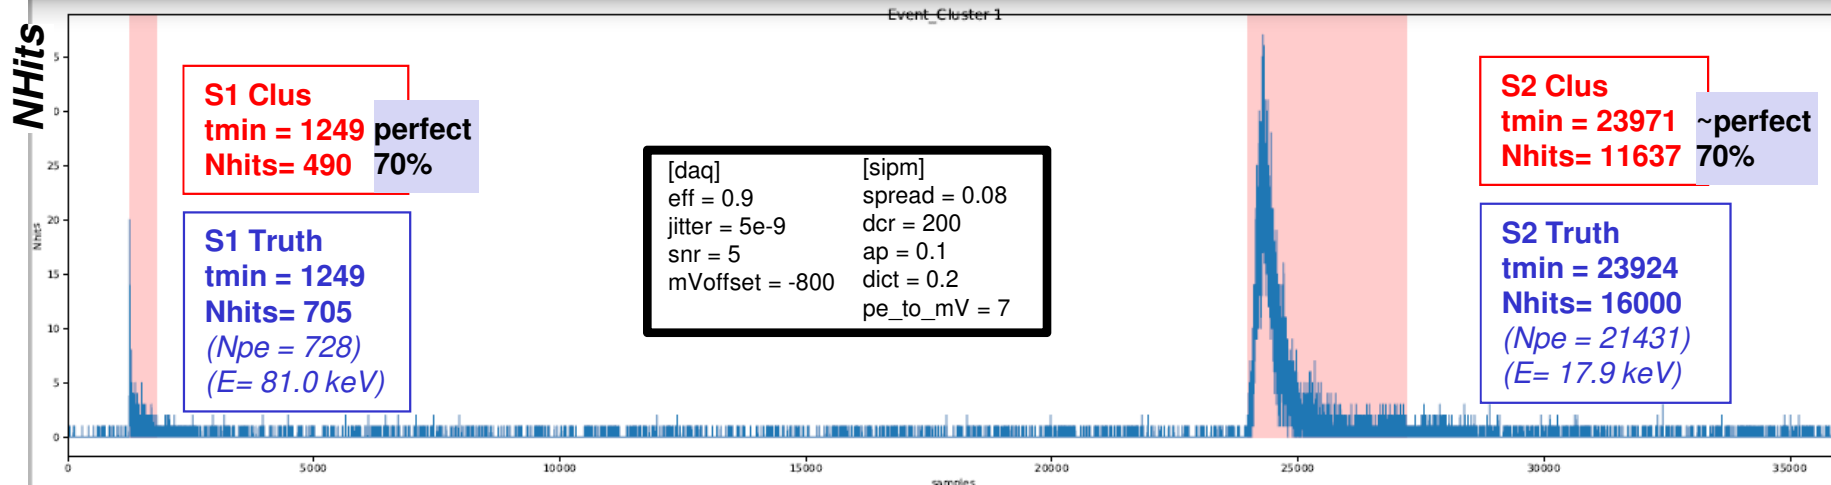 NHits
Event_Cluster 1
S1 Clus
tmin = 1249 perfect
Nhits= 490 70%
S1 Truth
tmin = 1249
Nhits= 705
(Npe = 728)
(E= 81.0 keV)
[daq]
eff = 0.9
jitter = 5e-9
snr = 5
mVoffset = -800
[sipm]
spread = 0.08
dcr = 200
ap = 0.1
dict = 0.2
pe_to_mV = 7
S2 Clus
tmin = 23971 ~perfect
Nhits= 11637 70%
S2 Truth
tmin = 23924
Nhits= 16000
(Npe = 21431)
(E= 17.9 keV)
Nhits
5
0
25
20
15
10
5
0
0 5000 10000 15000 20000 25000 30000 35000
samples